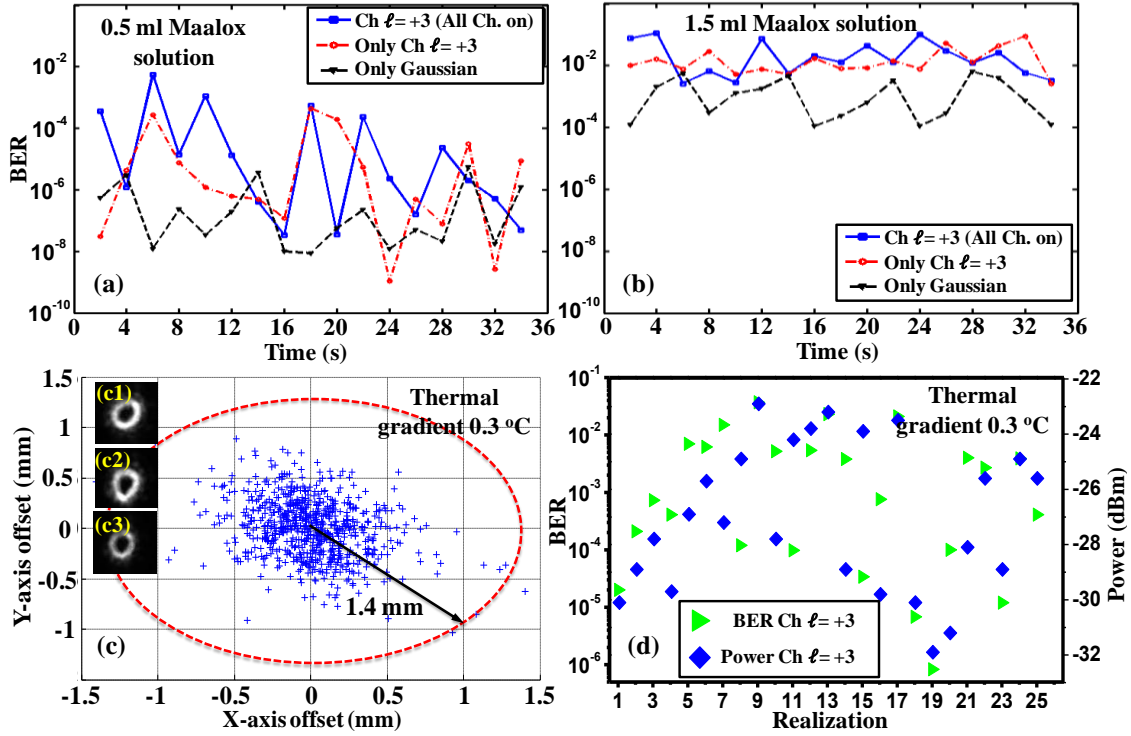 0.5 ml Maalox
solution
Ch ℓ= +3 (All Ch. on)
Only Ch ℓ= +3
Only Gaussian
BER
10-2
10-4
10-6
10-8
10-10
(a)
0 4 8 12 16 20 24 28 32 36
Time (s)
1.5 ml Maalox solution
10-2
10-4
10-6
10-8
10-10
Ch ℓ= +3 (All Ch. on)
Only Ch ℓ= +3
Only Gaussian
(b)
0 4 8 12 16 20 24 28 32 36
Time (s)
Y-axis offset (mm)
1.5
1
0.5
0
-0.5
-1
-1.5
(c1)
(c2)
(c3)
Thermal
gradient 0.3 ºC
1.4 mm
(c)
-1.5 -1 -0.5 0 0.5 1 1.5
X-axis offset (mm)
BER
10-1
10-2
10-3
10-4
10-5
10-6
Thermal
gradient 0.3 ºC
BER Ch ℓ= +3
Power Ch ℓ= +3
(d)
-22
-24
-26
-28
-30
-32
Power (dBm)
1 3 5 7 9 11 13 15 17 19 21 23 25
Realization